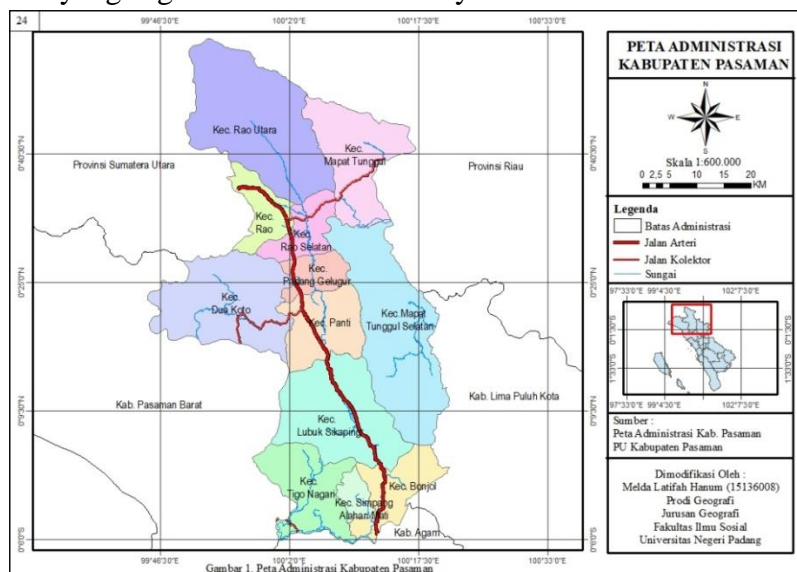 24
99°46'30"E
100°2'0"E
100°17'30"E
100°33'0"E
PETA ADMINISTRASI
KABUPATEN PASAMAN
N
W
E
S
Skala 1:600.000
0 2,5 5 10 15 20
KM
Legenda
Batas Administrasi
Jalan Arteri
Jalan Kolektor
Sungai
97°33'0"E 99°4'30"E 102°7'30"E
0°1'30"S
0°1'30"S
1°33'0"S
1°33'0"S
97°33'0"E 99°4'30"E 102°7'30"E
Sumber :
Peta Administrasi Kab. Pasaman
PU Kabupaten Pasaman
Dimodifikasi Oleh :
Melda Latifah Hanum (15136008)
Prodi Geografi
Jurusan Geografi
Fakultas Ilmu Sosial
Universitas Negeri Padang
Kec. Rao Utara
Kec.
Mapat Tunggul
0°40'30"N
0°40'30"N
Provinsi Sumatera Utara
Provinsi Riau
Kec.
Rao
Kec.
Rao Selatan
Kec.
Padang Gelugur
0°25'0"N
0°25'0"N
Kec.
Dua Koto
Kec. Panti
Kec. Mapat
Tunggul Selatan
Kab. Pasaman Barat
Kab. Lima Puluh Kota
0°9'30"N
0°9'30"N
Kec.
Lubuk Sikaping
Kec.
Tigo Nagari
Kec. Simpang
Alahan Mati
Kec. Bonjol
Kab. Agam
0°6'0"S
0°6'0"S
99°46'30"E
100°2'0"E
100°17'30"E
100°33'0"E
Gambar 1. Peta Administrasi Kabupaten Pasaman